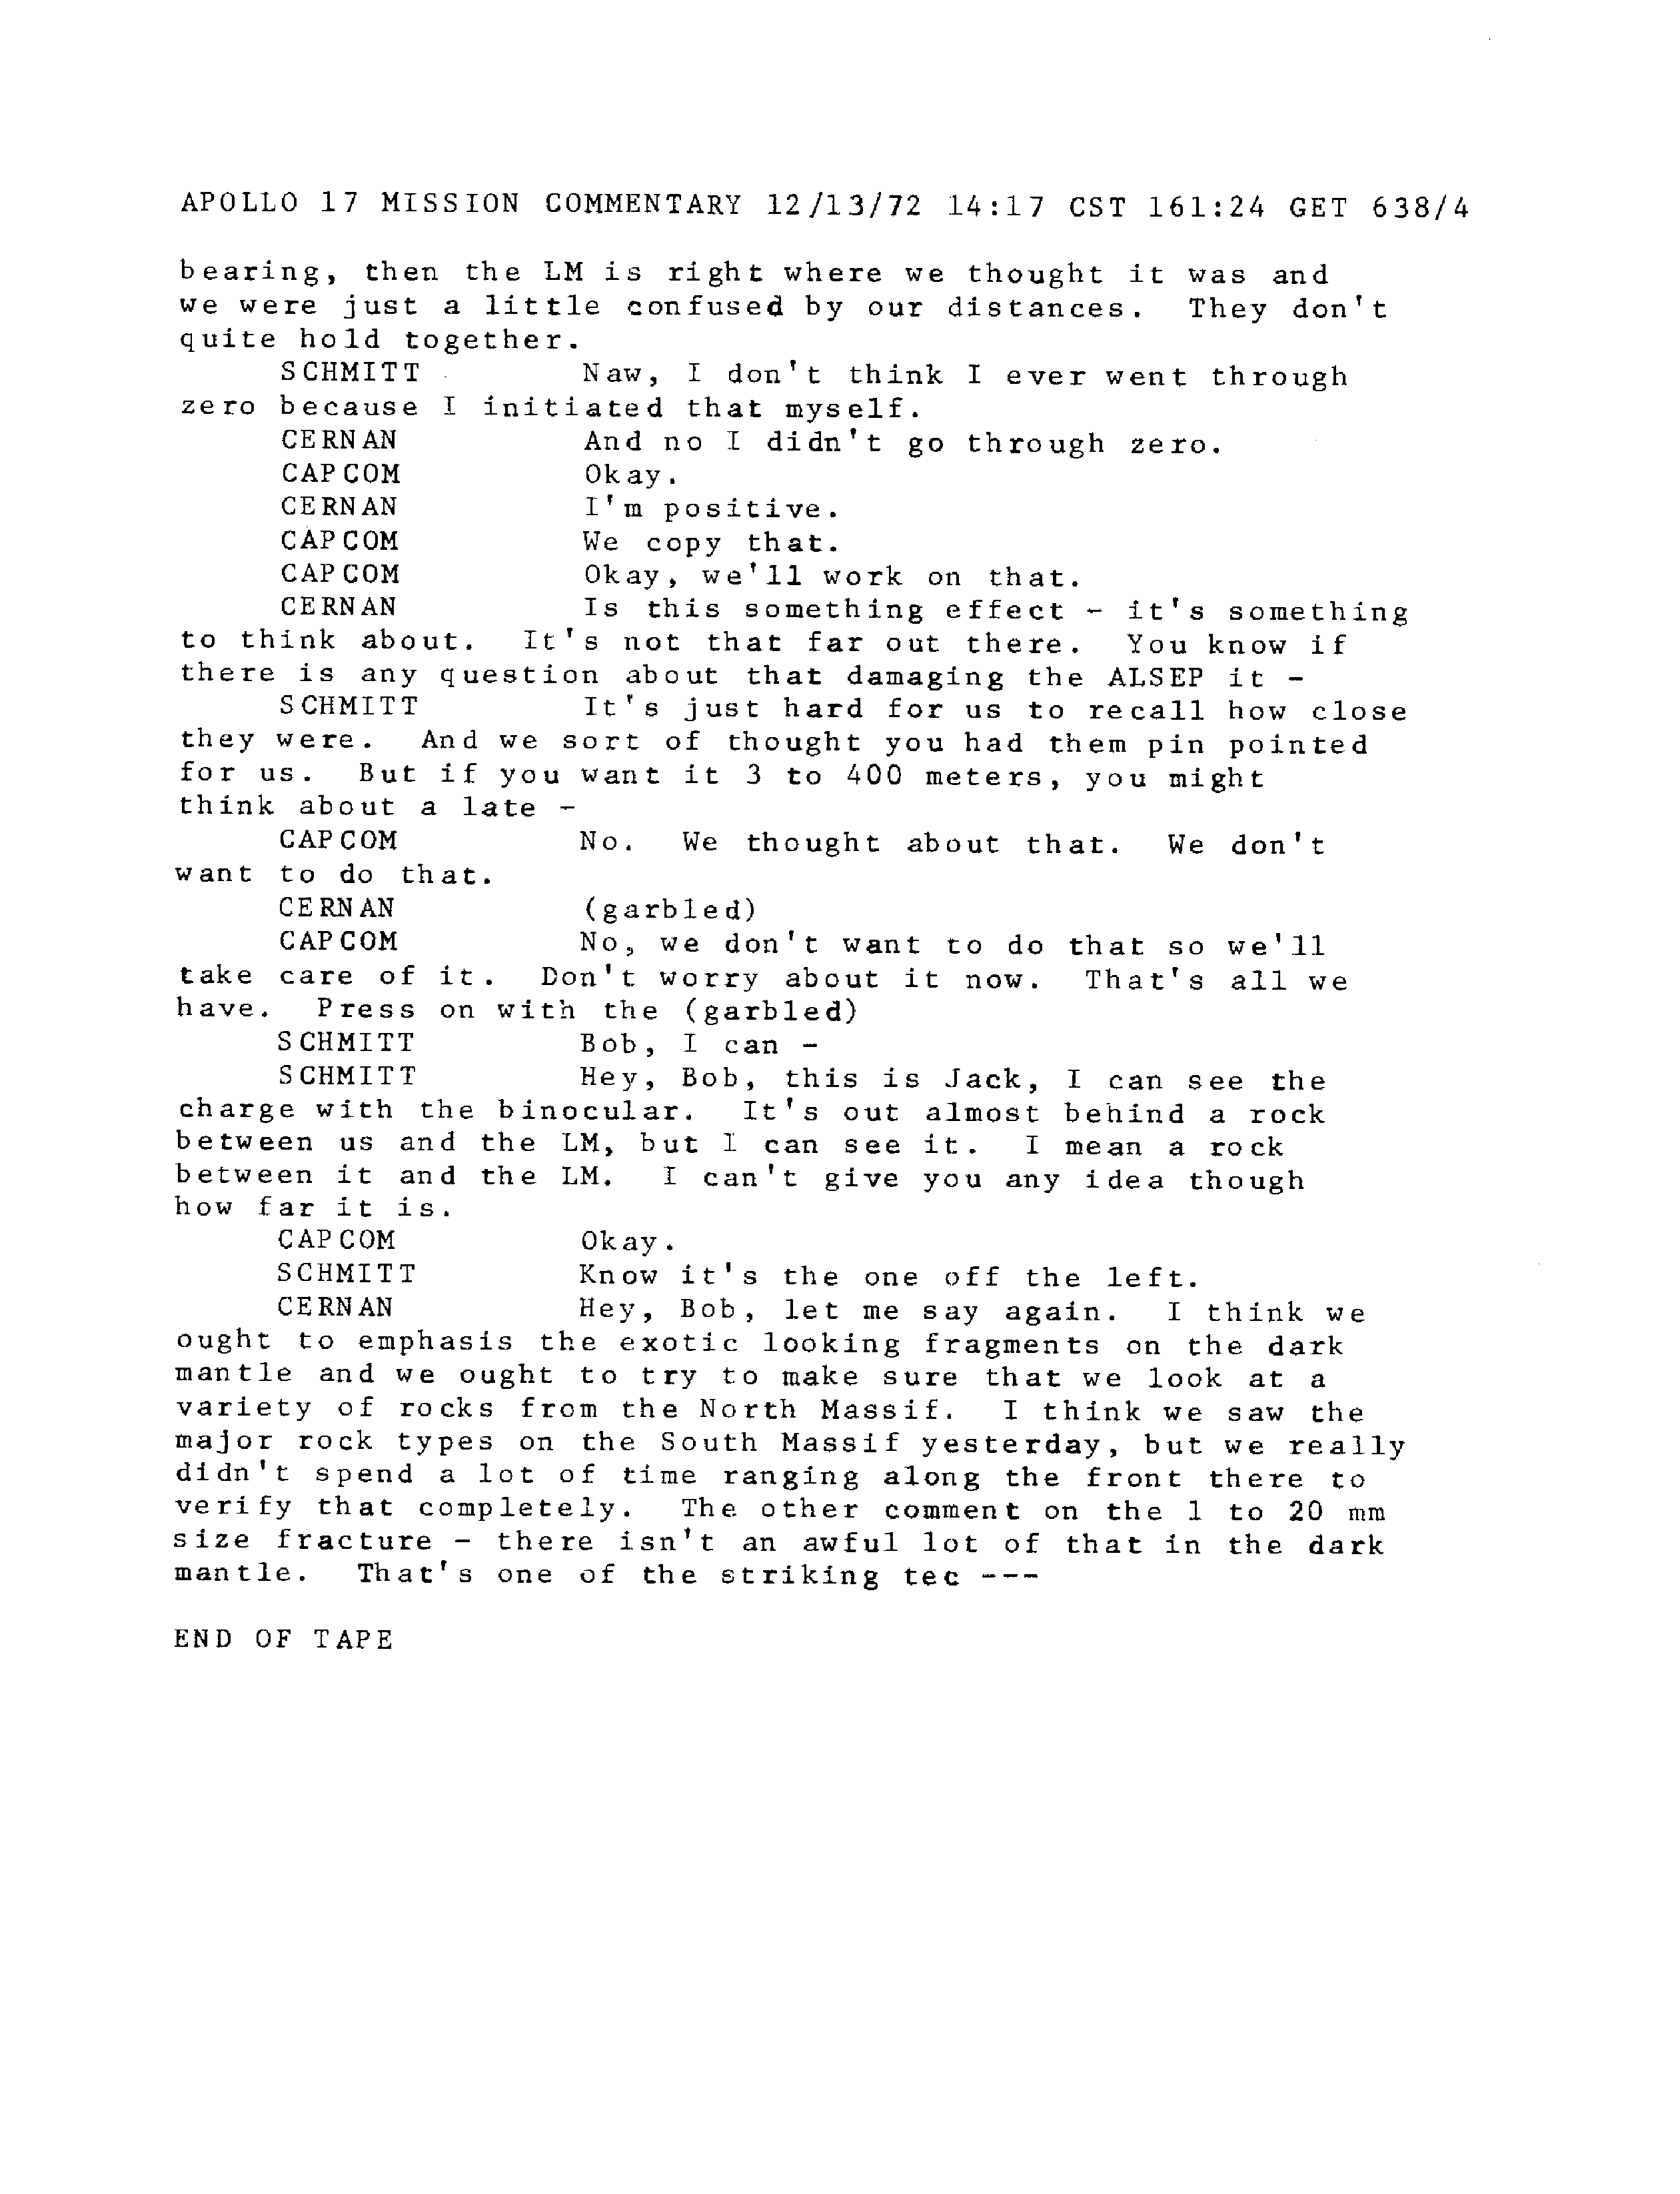 APOLLO 17 MISSION COMMENTARY 12/13/72 14:17 CST 161:24 GET 638/4
bearing, then the LM is right where we thought it was and
we were just a little confused by our distances. They don't
quite hold together.
SCHMITT Naw, I don't think I ever went through
zero because I initiated that myself.
CERNAN And no I didn't go through zero.
CAPCOM Okay.
CERNAN I'm positive.
CAPCOM We copy that.
CAPCOM Okay, we'll work on that.
CERNAN Is this something effect - it's something
to think about. It's not that far out there. You know if
there is any question about that damaging the ALSEP it -
SCHMITT It's just hard for us to recall how close
they were. And we sort of thought you had them pin pointed
for us. But if you want it 3 to 400 meters, you might
think about a late -
CAPCOM No. We thought about that. We don't
want to do that.
CERNAN (garbled)
CAPCOM No, we don't want to do that so we'll
take care of it. Don't worry about it now. That's all we
have. Press on with the (garbled)
SCHMITT Bob, I can -
SCHMITT Hey, Bob, this is Jack, I can see the
charge with the binocular. It's out almost behind a rock
between us and the LM, but I can see it. I mean a rock
between it and the LM. I can't give you any idea though
how far it is.
CAPCOM Okay.
SCHMITT Know it's the one off the left.
CERNAN Hey, Bob, let me say again. I think we
ought to emphasis the exotic looking fragments on the dark
mantle and we ought to try to make sure that we look at a
variety of rocks from the North Massif. I think we saw the
major rock types on the South Massif yesterday, but we really
didn't spend a lot of time ranging along the front there to
verify that completely. The other comment on the 1 to 20 mm
size fracture - there isn't an awful lot of that in the dark
mantle. That's one of the striking tec ---
END OF TAPE